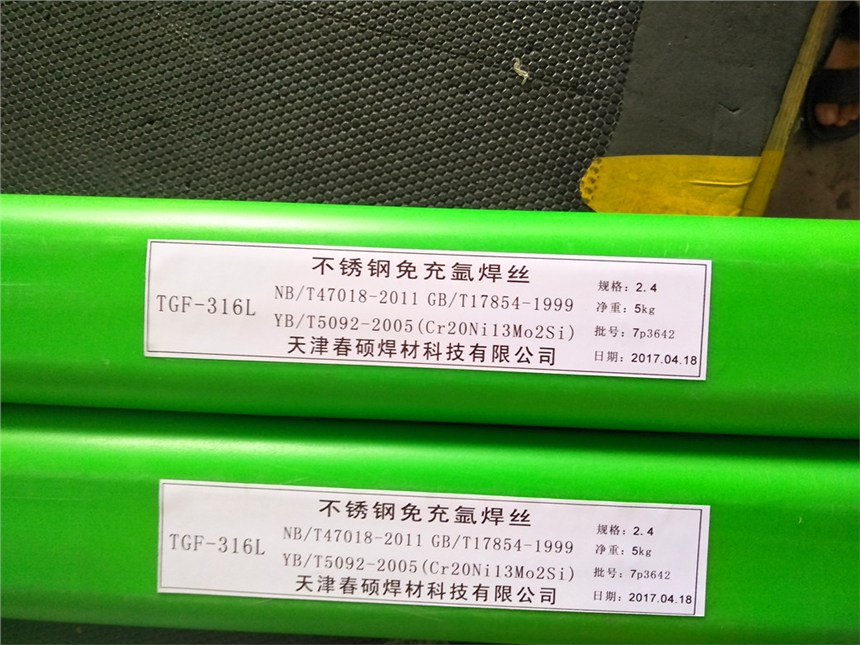 不锈钢免充氩焊丝
TGF-316L
NB/T47018-2011 GB/T17854-1999
YB/T5092-2005(Cr20Ni13Mo2Si)
天津春硕焊材科技有限公司
规格：2.4
净重：5kg
批号：7p3642
日期：2017.04.18
不锈钢免充氩焊丝
TGF-316L
NB/T47018-2011 GB/T17854-1999
YB/T5092-2005(Cr20Ni13Mo2Si)
天津春硕焊材科技有限公司
规格：2.4
净重：5kg
批号：7p3642
日期：2017.04.18